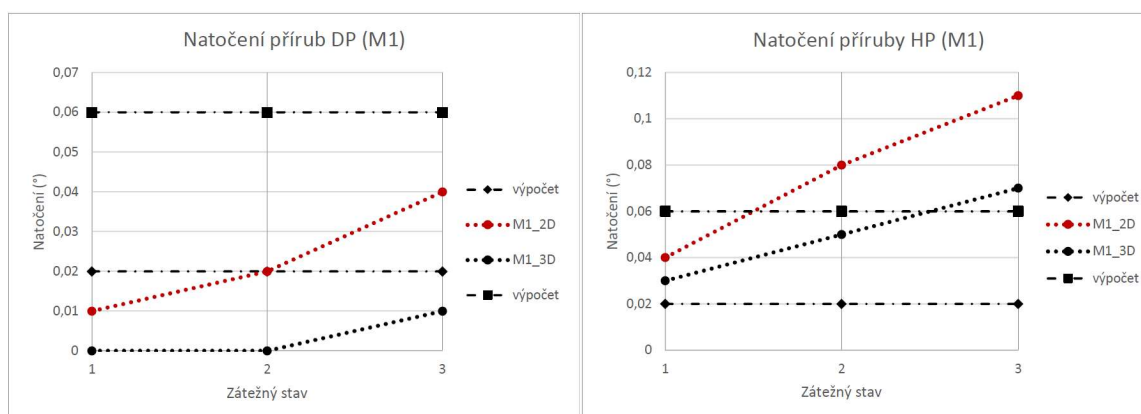 Natočení přírub DP (M1)
0,07
0,06
0,05
0,04
0,03
0,02
0,01
0
Natočení (°)
1
2
3
Zátežný stav
výpočet
M1_2D
M1_3D
výpočet
Natočení příruby HP (M1)
0,12
0,1
0,08
0,06
0,04
0,02
0
Natočení (°)
1
2
3
Zátežný stav
výpočet
M1_2D
M1_3D
výpočet